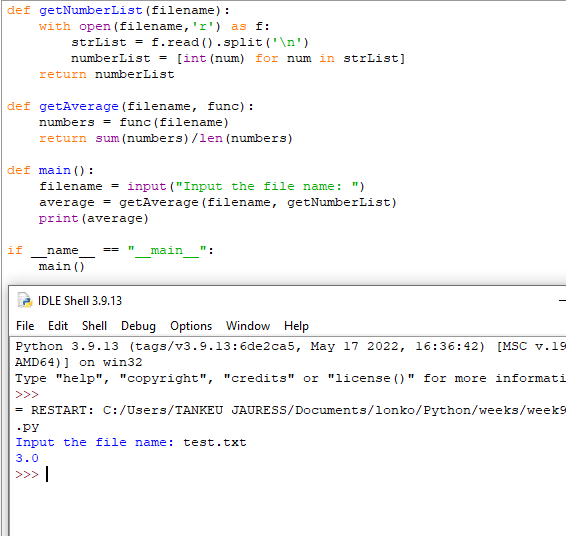 def getNumberList(filename):
    with open(filename,'r') as f:
        strList = f.read().split('\n')
        numberList = [int(num) for num in strList]
    return numberList

def getAverage(filename, func):
    numbers = func(filename)
    return sum(numbers)/len(numbers)

def main():
    filename = input("Input the file name: ")
    average = getAverage(filename, getNumberList)
    print(average)

if __name__ == "__main__":
    main()
IDLE Shell 3.9.13
File Edit Shell Debug Options Window Help
Python 3.9.13 (tags/v3.9.13:6de2ca5, May 17 2022, 16:36:42) [MSC v.19
AMD64)] on win32
Type "help", "copyright", "credits" or "license()" for more informati
>>>
= RESTART: C:/Users/TANKEU JAURESS/Documents/lonko/Python/weeks/week9
.py
Input the file name: test.txt
3.0
>>>